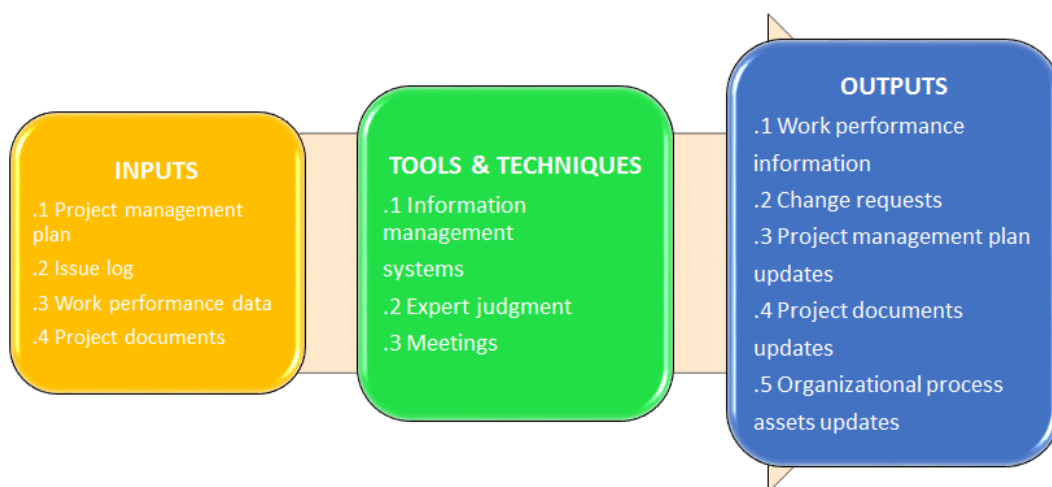 INPUTS
.1 Project management
plan
.2 Issue log
.3 Work performance data
.4 Project documents
TOOLS & TECHNIQUES
.1 Information
management
systems
.2 Expert judgment
.3 Meetings
OUTPUTS
.1 Work performance
information
.2 Change requests
.3 Project management plan
updates
.4 Project documents
updates
.5 Organizational process
assets updates